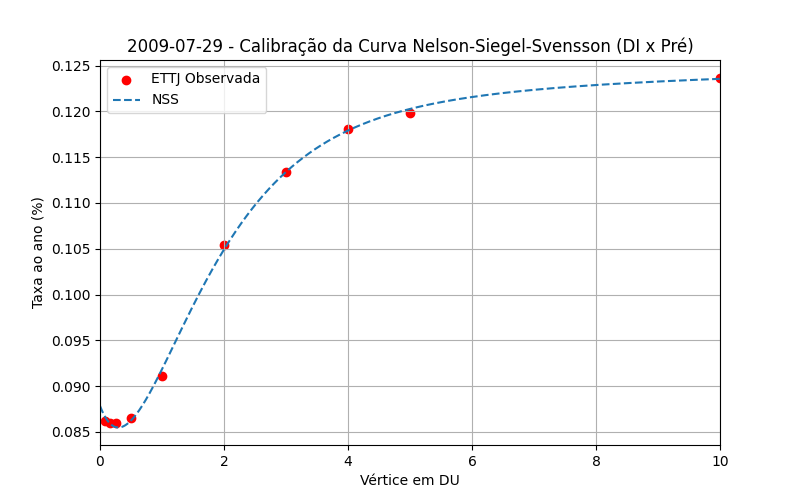 2009-07-29 - Calibração da Curva Nelson-Siegel-Svensson (DI x Pré)
0.125
0.120
0.115
0.110
0.105
0.100
0.095
0.090
0.085
Taxa ao ano (%)
ETTJ Observada
NSS
0 2 4 6 8 10
Vértice em DU